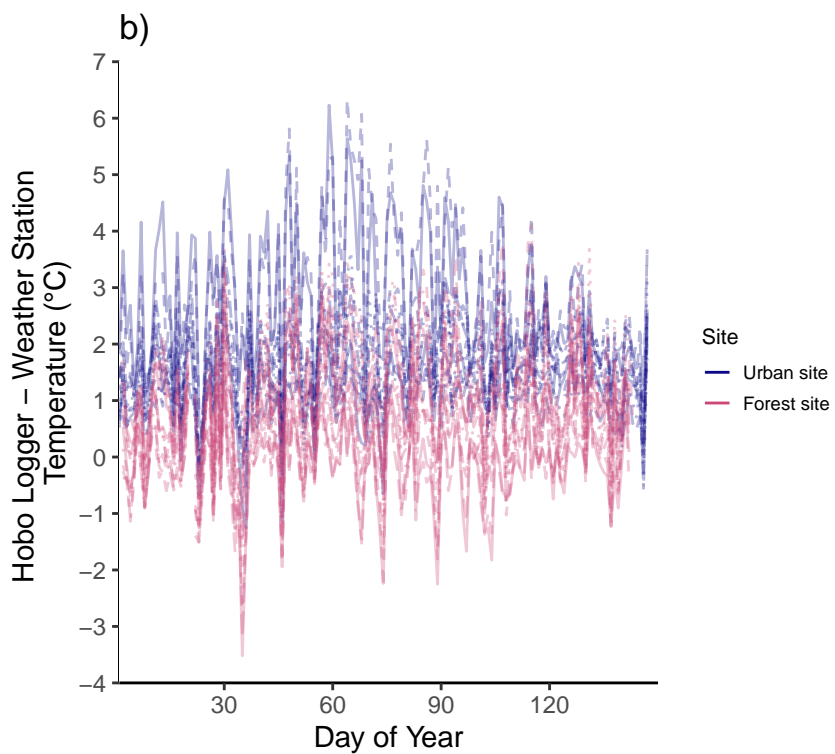 b)
Hobo Logger – Weather Station
Temperature (°C)
7
6
5
4
3
2
1
0
−1
−2
−3
−4
30
60
90
120
Day of Year
Site
Urban site
Forest site